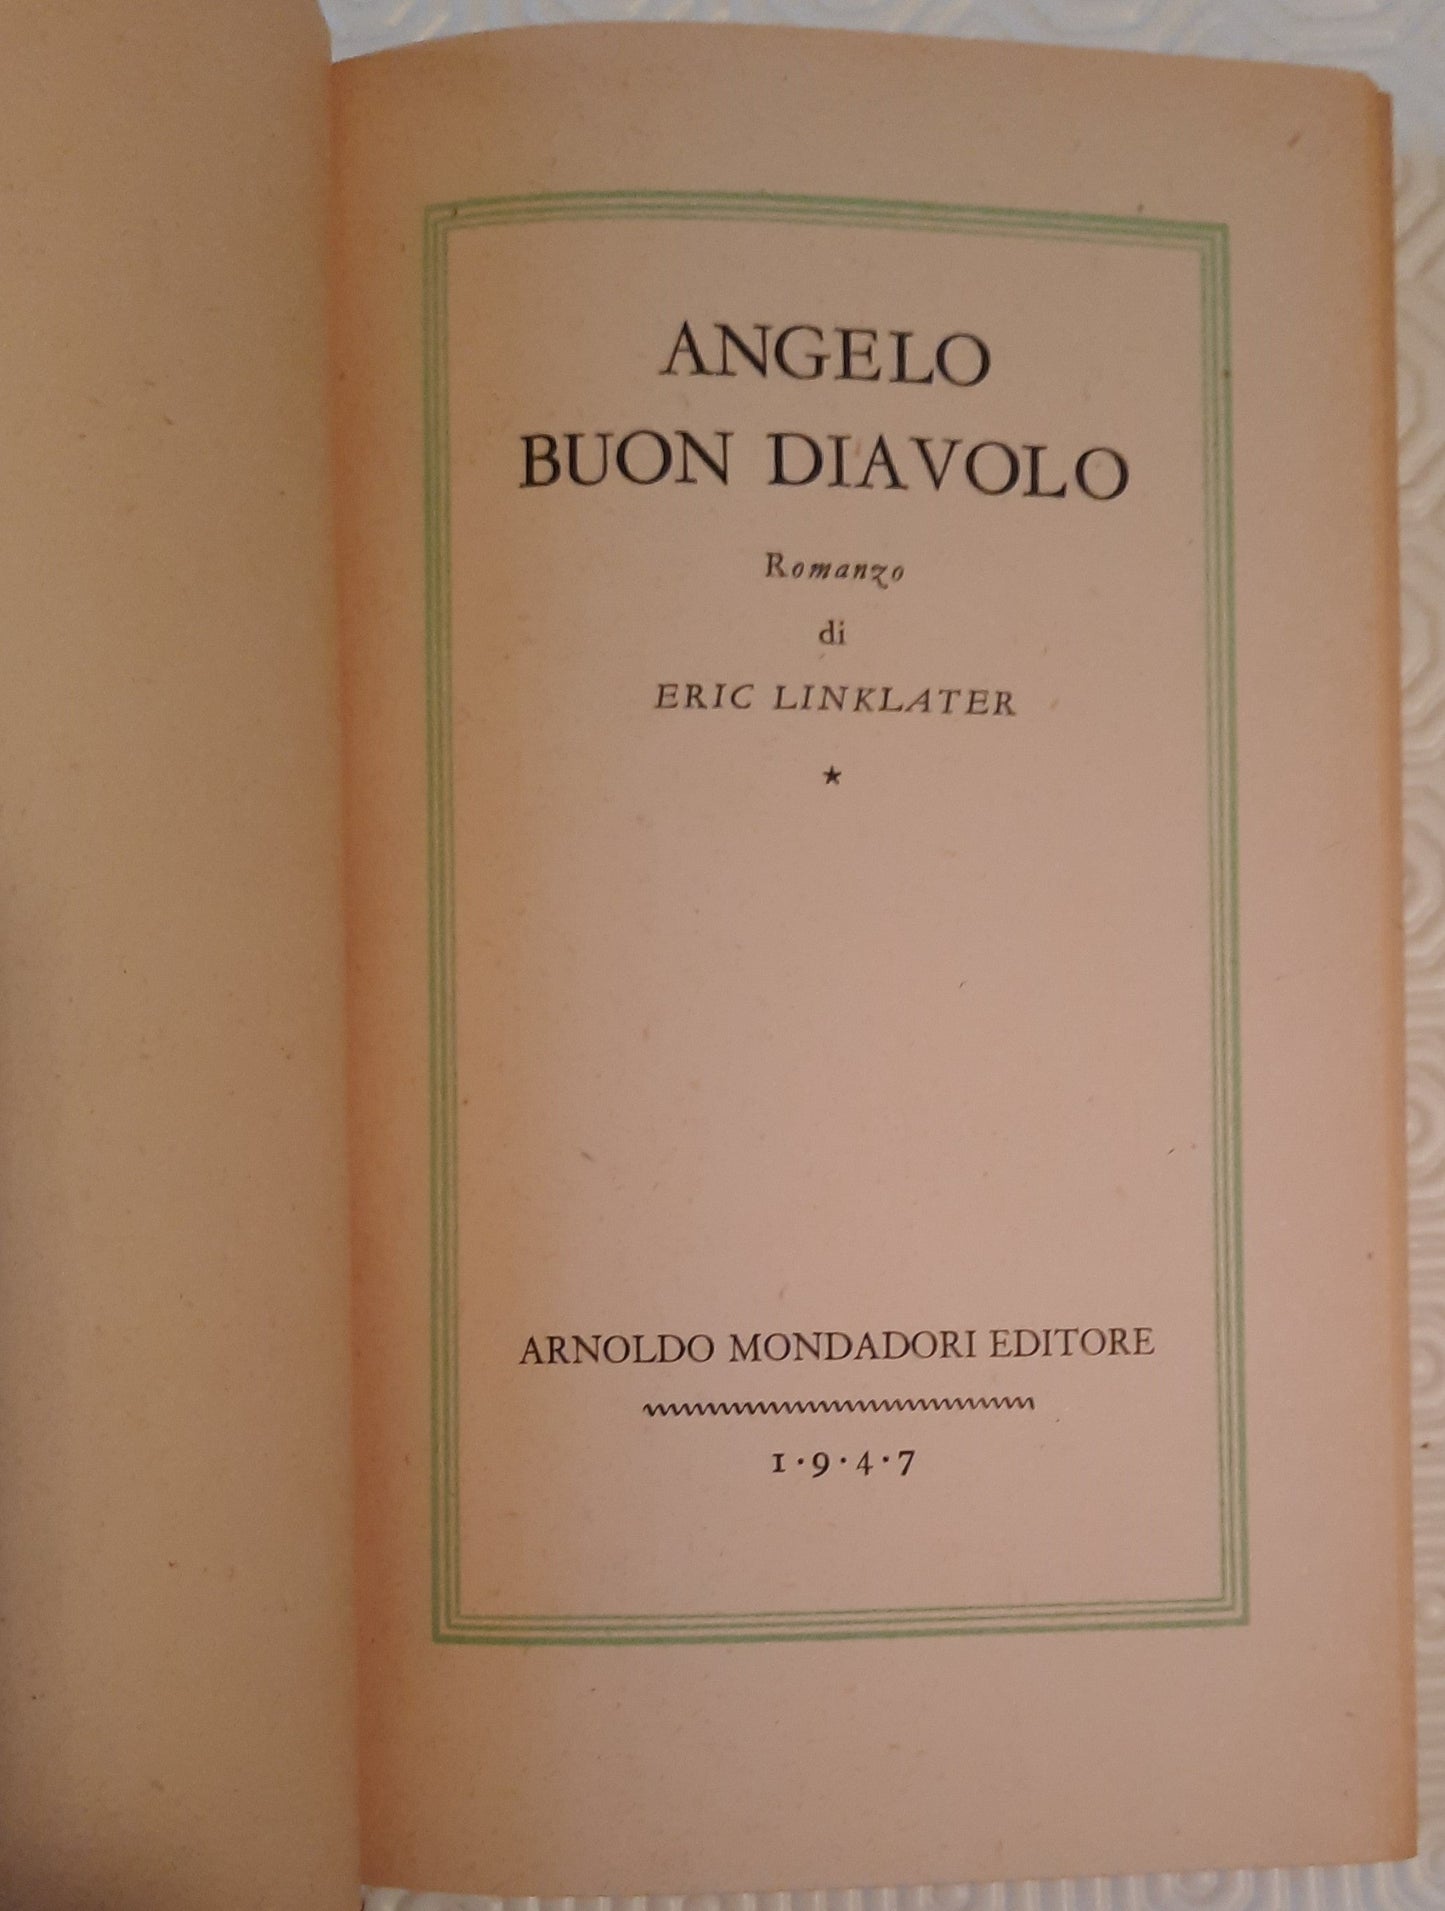 ANGELO
BUON DIAVOLO
Romanzo
di
ERIC LINKLATER
★
ARNOLDO MONDADORI EDITORE
1·9·4·7